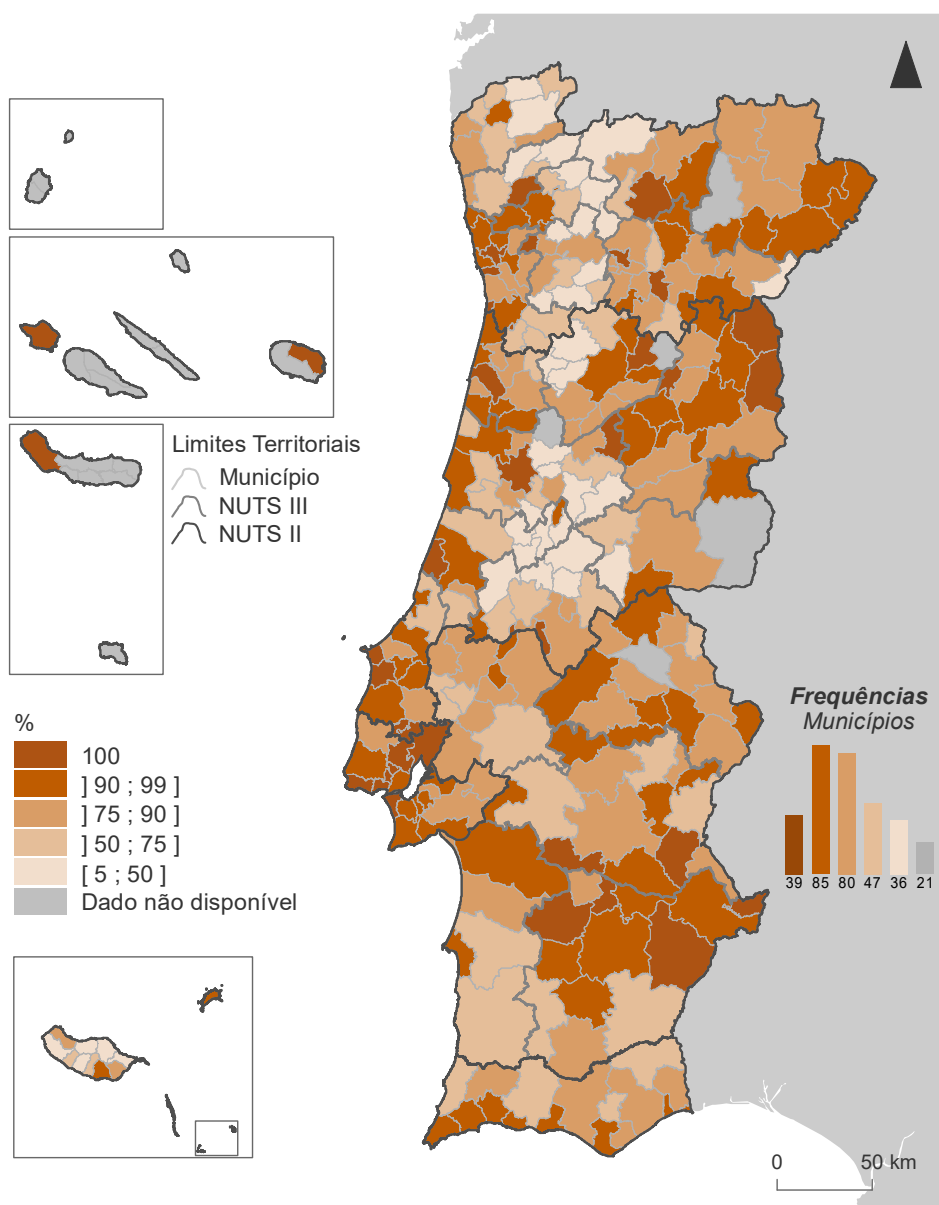 Limites Territoriais
Município
NUTS III
NUTS II
%
100
] 90 ; 99 ]
] 75 ; 90 ]
] 50 ; 75 ]
[ 5 ; 50 ]
Dado não disponível
Frequências
Municípios
39 85 80 47 36 21
0 50 km